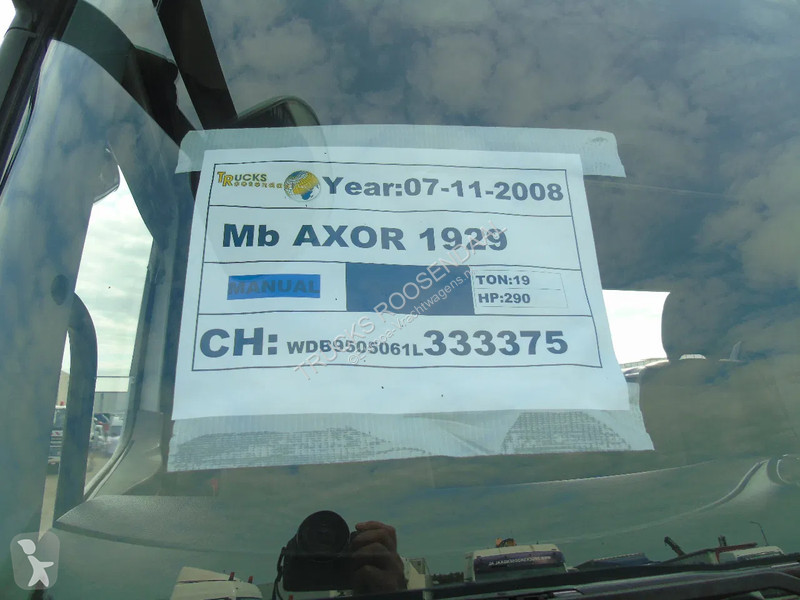 TRUCKS
ROOSENDAAL
Year:07-11-2008
Mb AXOR 1929
MANUAL
TON:19
HP:290
CH: WDB9505061L333375
TRUCKS ROOSENDAAL